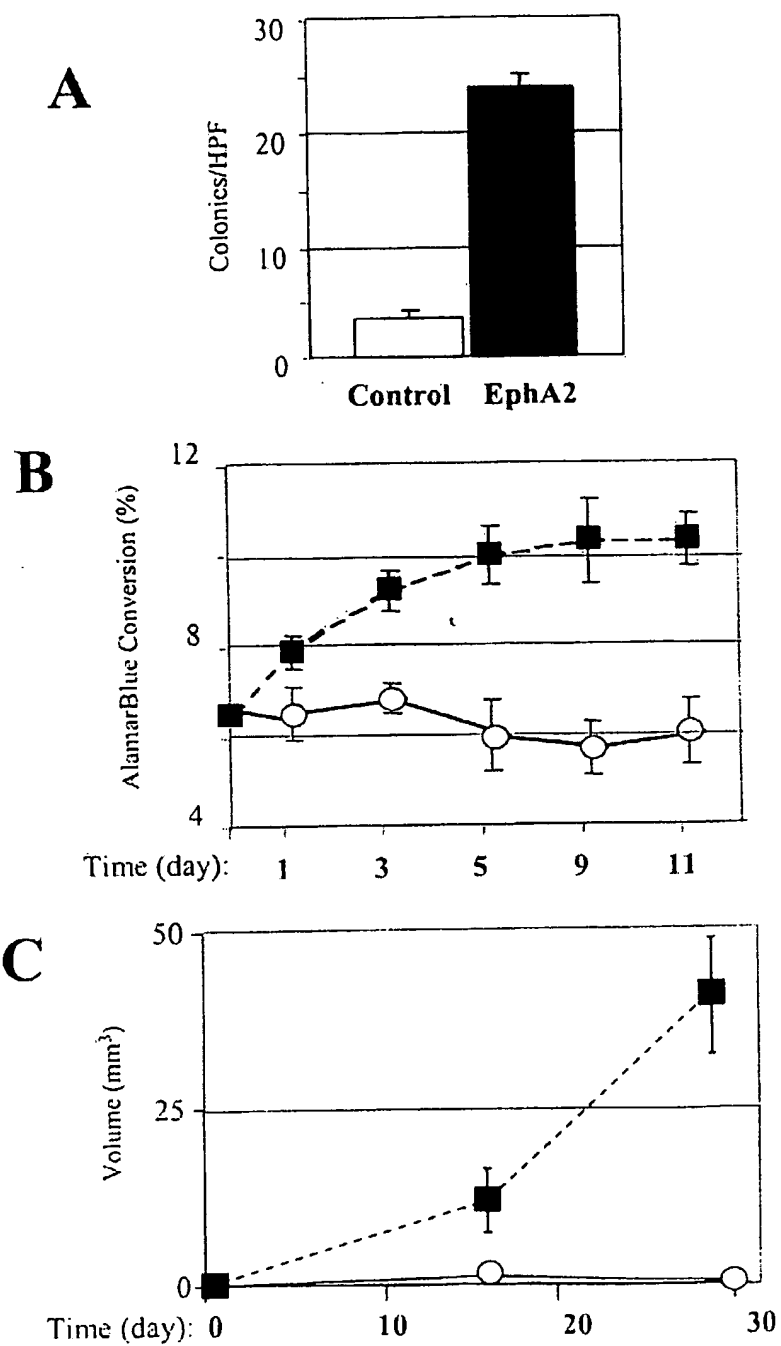 A
Colonics/HPF
30
20
10
0
Control EphA2
B
AlamarBlue Conversion (%)
12
8
4
Time (day): 1 3 5 9 11
C
Volume (mm³)
50
25
0
Time (day): 0 10 20 30